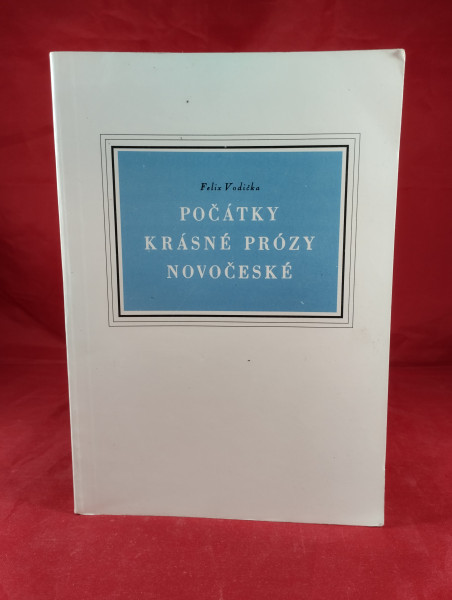 Felix Vodička
POČÁTKY
KRÁSNÉ PRÓZY
NOVOČESKÉ